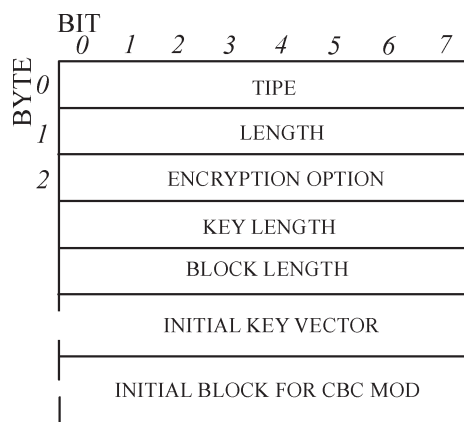 BIT
0 1 2 3 4 5 6 7
BYTE
0 TIPE
1 LENGTH
2 ENCRYPTION OPTION
KEY LENGTH
BLOCK LENGTH
INITIAL KEY VECTOR
INITIAL BLOCK FOR CBC MOD